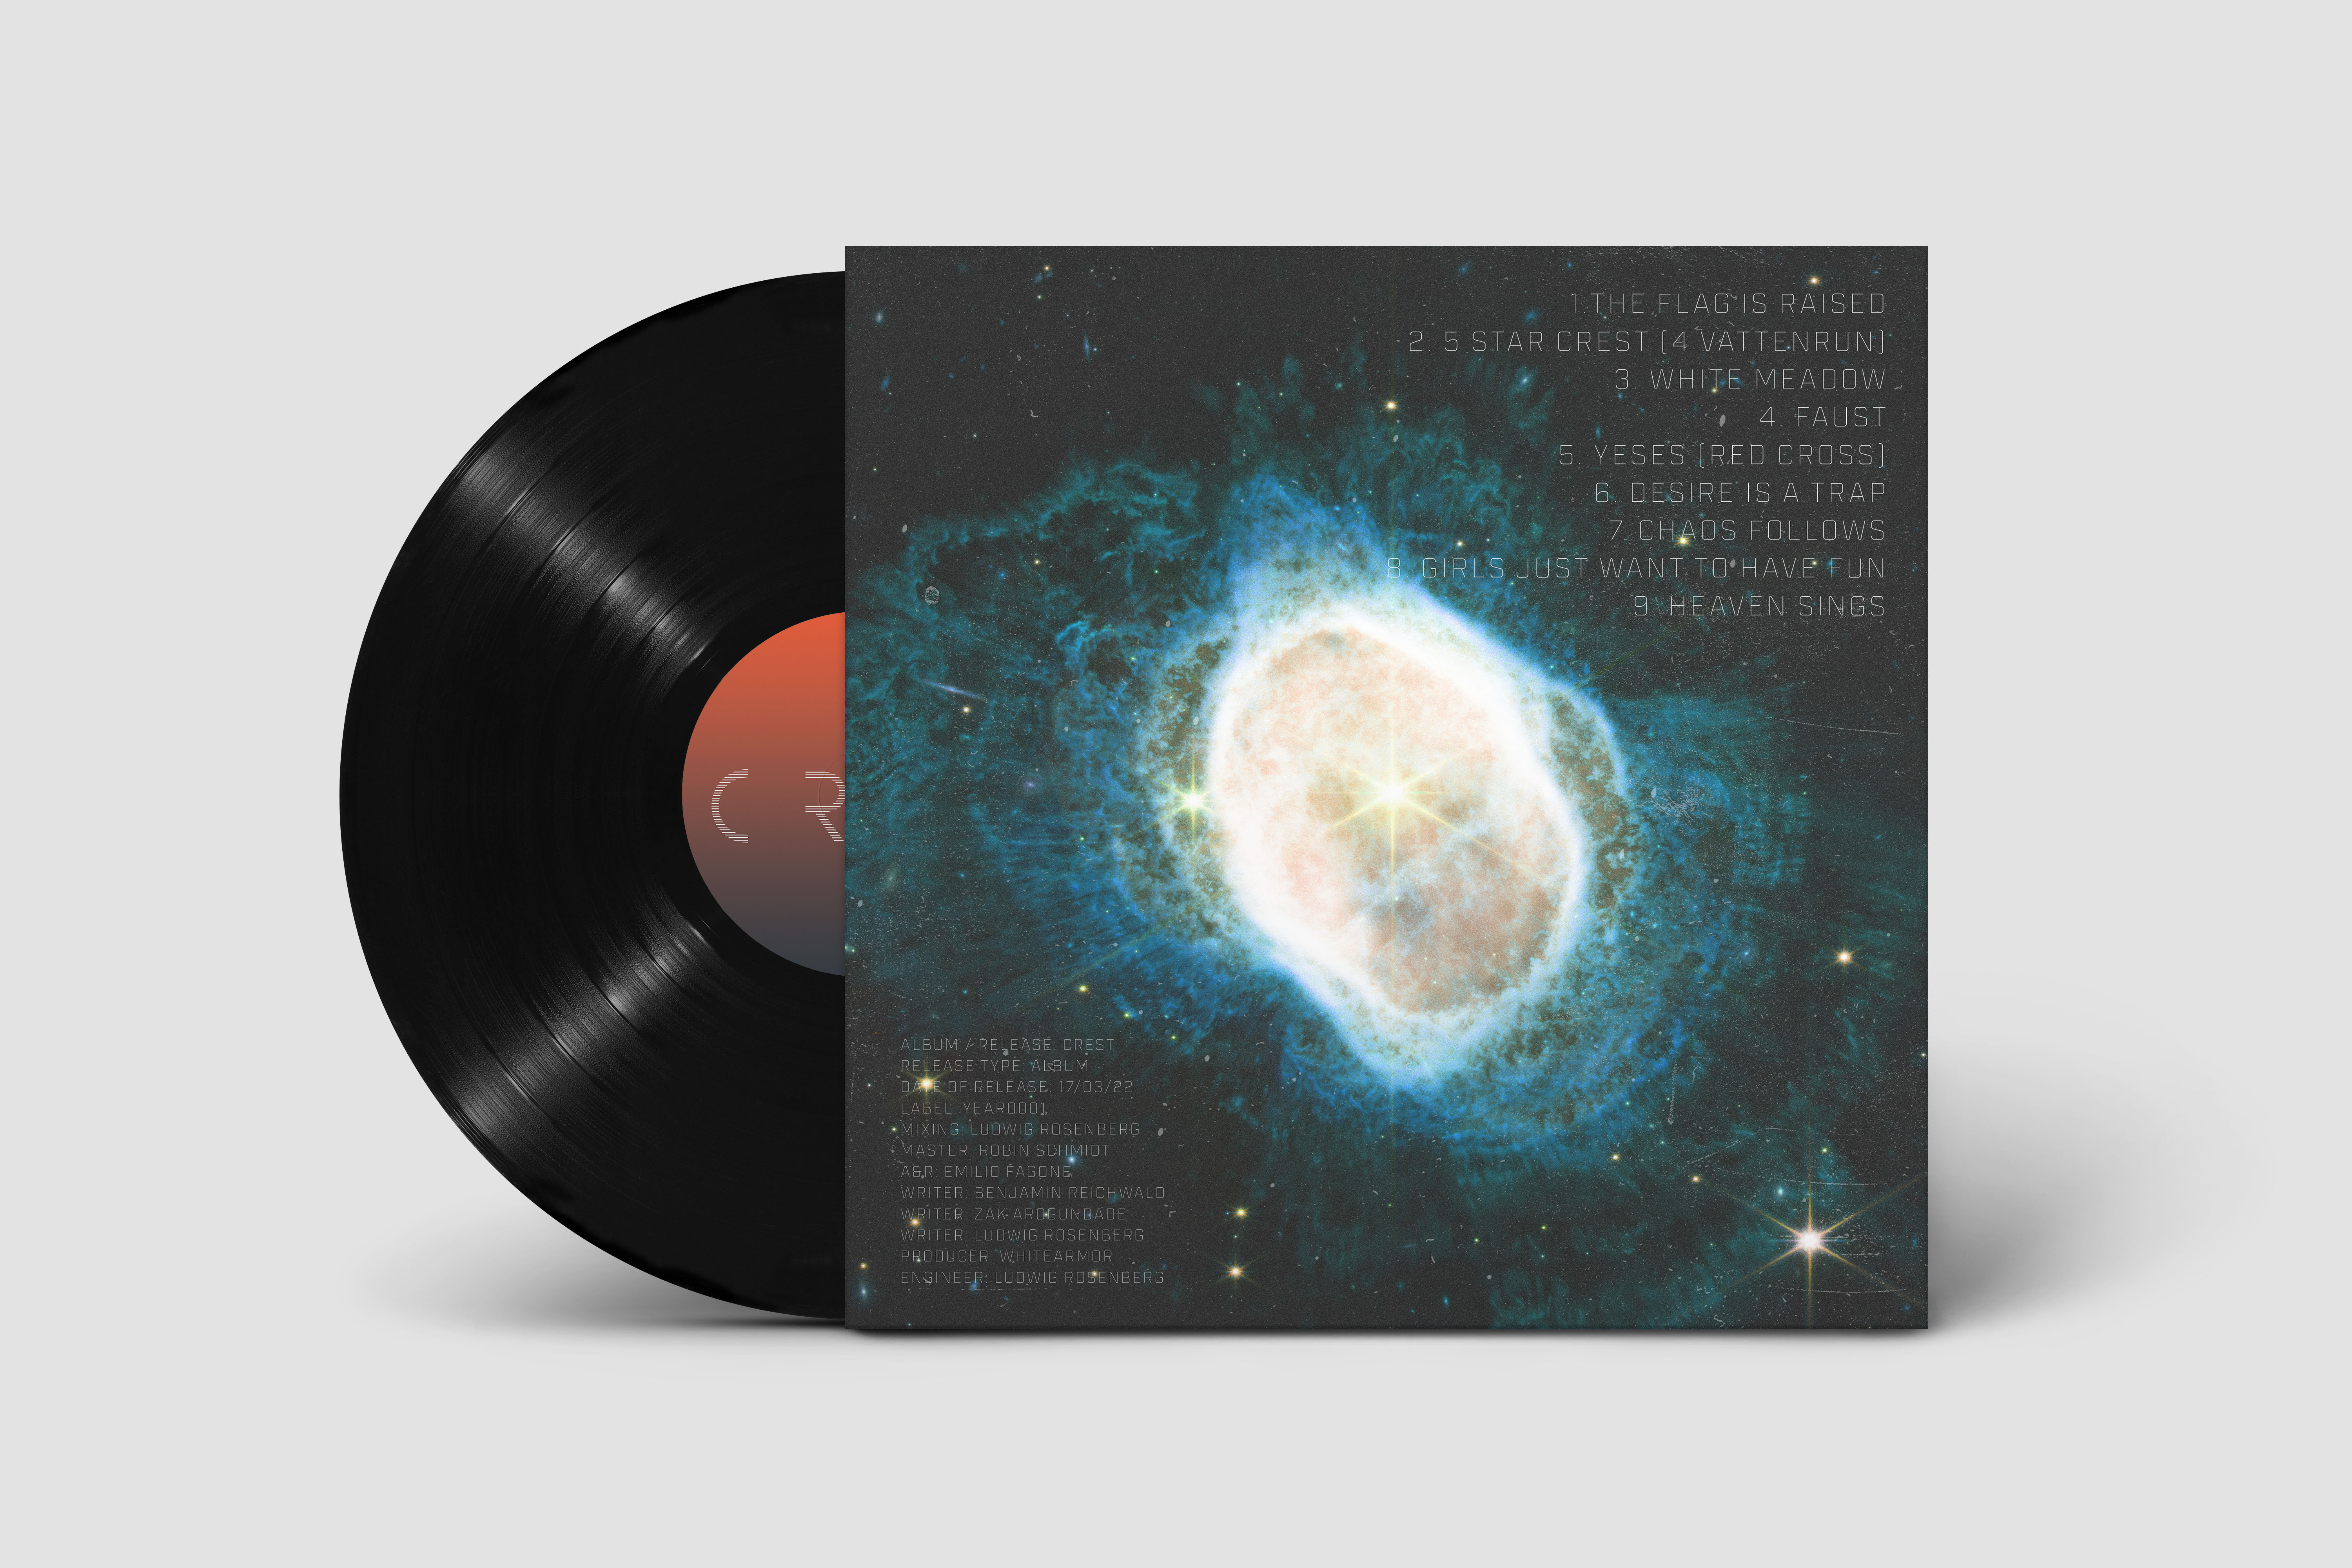 1.THE FLAG IS RAISED
2. 5 STAR CREST (4 VATTENRUN)
3. WHITE MEADOW
4. FAUST
5. YESES (RED CROSS)
6. DESIRE IS A TRAP
7. CHAOS FOLLOWS
8. GIRLS JUST WANT TO HAVE FUN
9. HEAVEN SINGS
C R
ALBUM / RELEASE: CREST
RELEASE TYPE: ALBUM
DATE OF RELEASE: 17/03/22
LABEL: YEAR0001,
MIXING: LUDWIG ROSENBERG
MASTER: ROBIN SCHMIDT
A&R: EMILIO FAGONE
WRITER: BENJAMIN REICHWALD
WRITER: ZAK AROGUNDADE
WRITER: LUDWIG ROSENBERG
PRODUCER: WHITEARMOR
ENGINEER: LUDWIG ROSENBERG